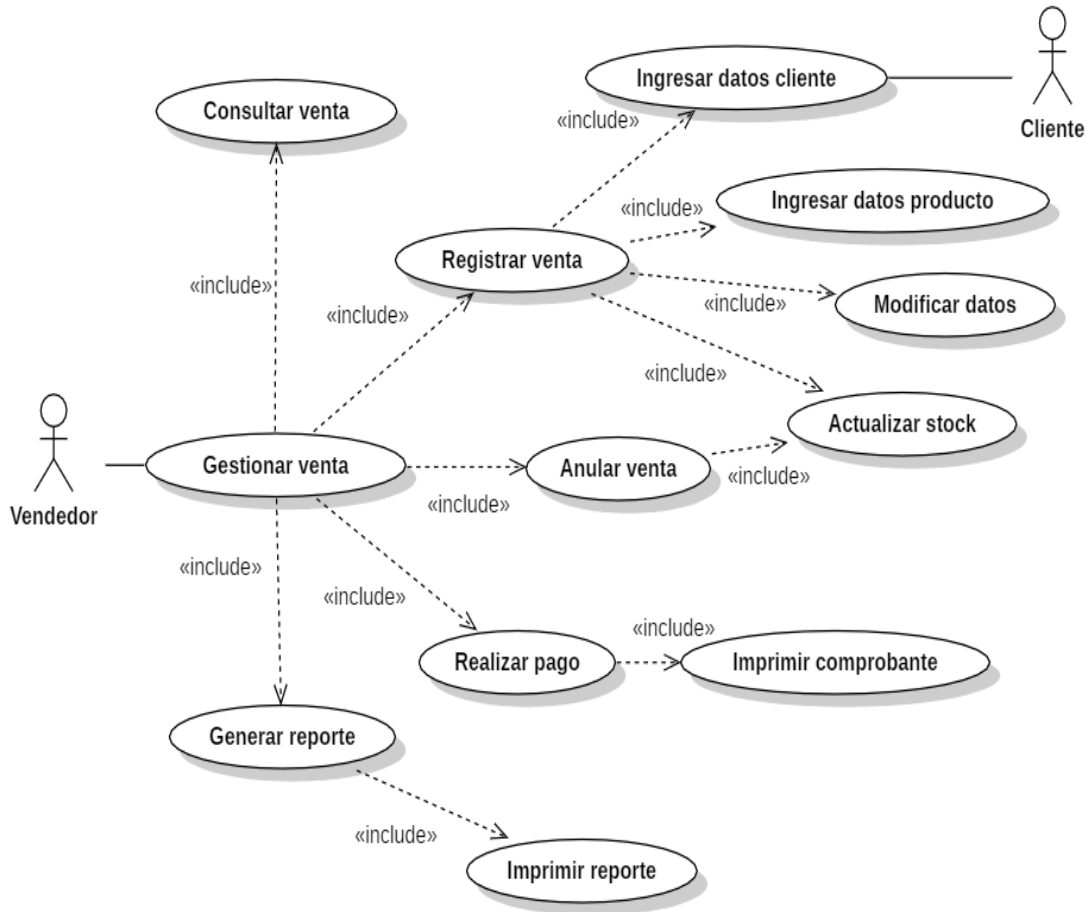 Ingresar datos cliente
Cliente
Consultar venta
«include»
Ingresar datos producto
«include»
Registrar venta
«include»
Modificar datos
«include»
«include»
«include»
Actualizar stock
Gestionar venta
Anular venta
«include»
«include»
Vendedor
«include»
«include»
«include»
Realizar pago
Imprimir comprobante
Generar reporte
«include»
Imprimir reporte